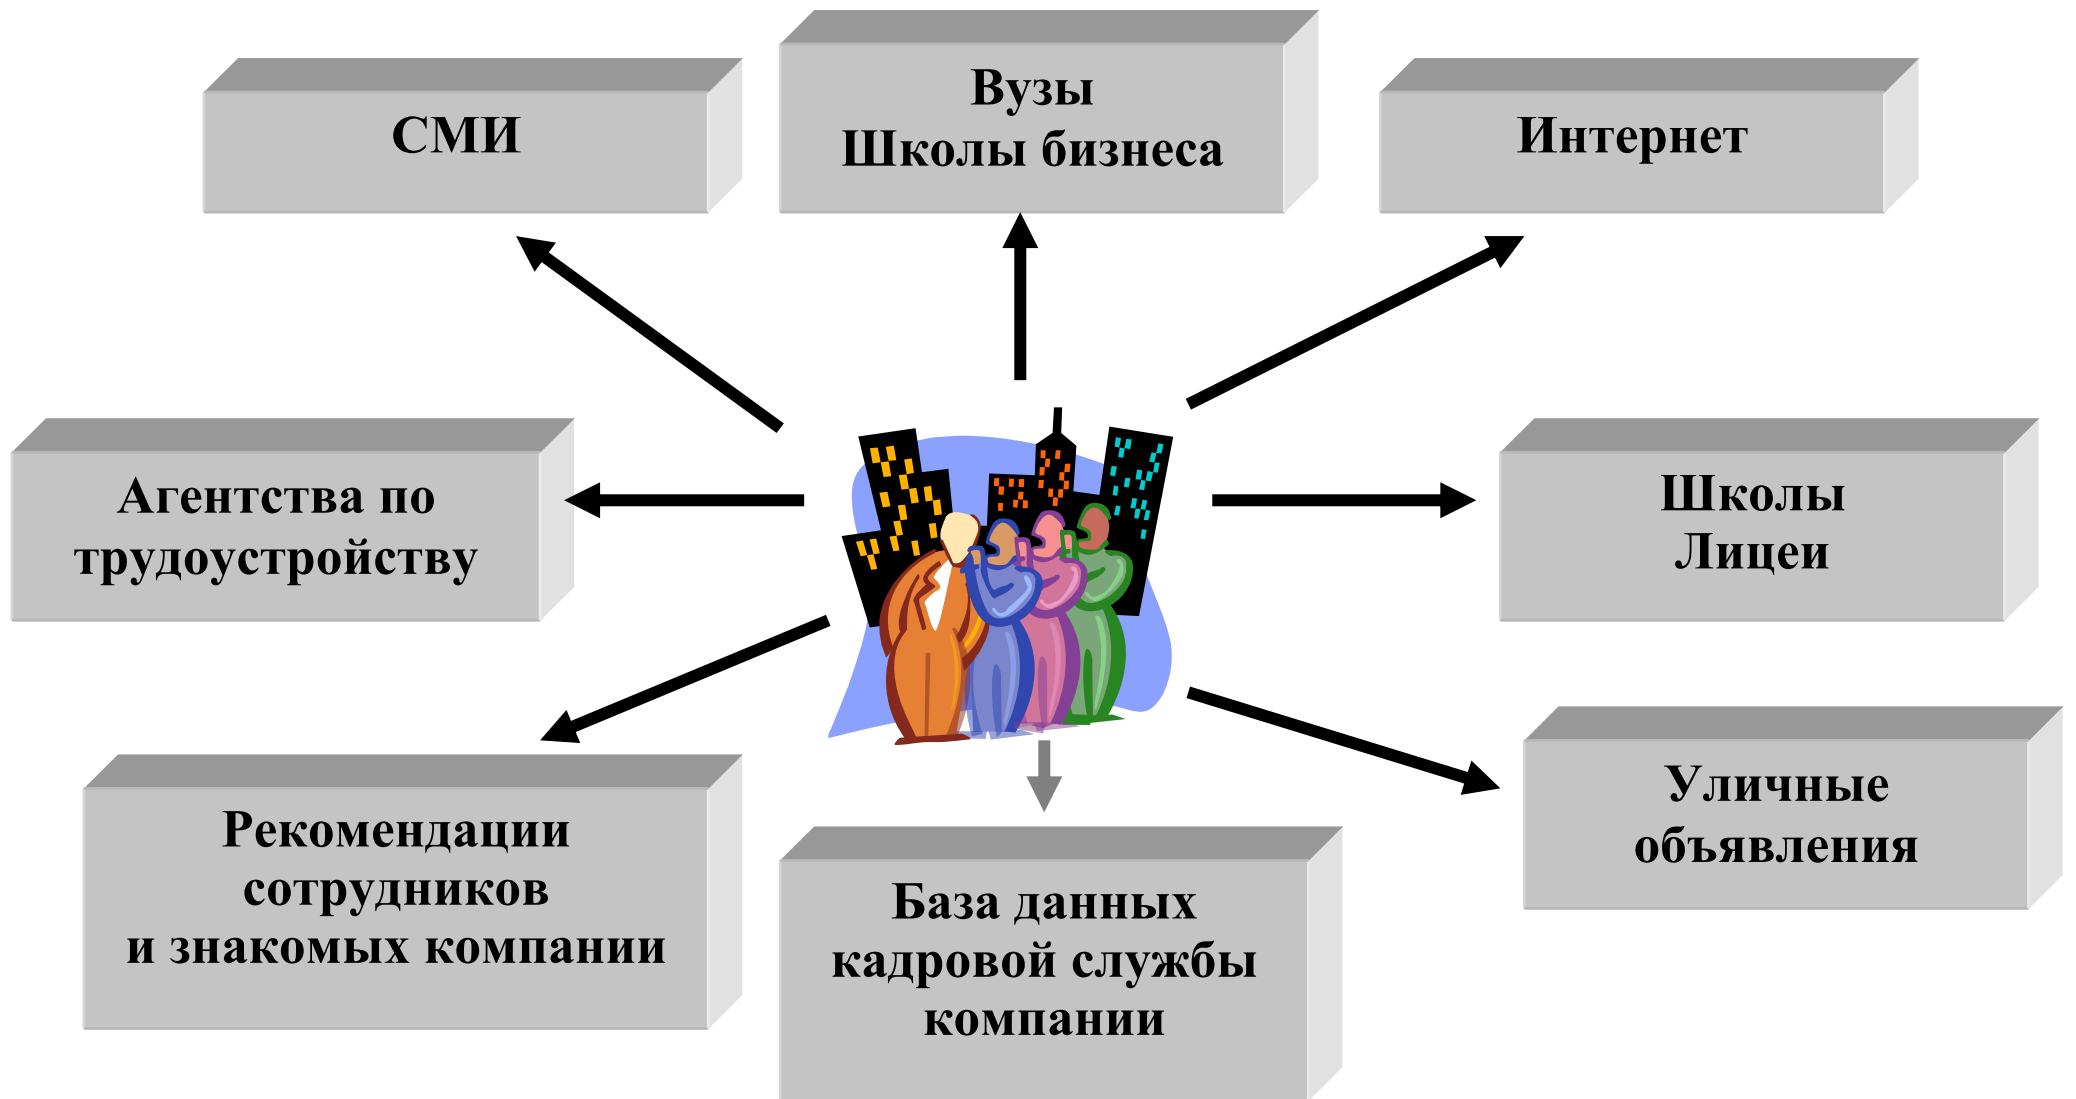 СМИ
Вузы
Школы бизнеса
Интернет
Агентства по
трудоустройству
Школы
Лицеи
Рекомендации
сотрудников
и знакомых компании
База данных
кадровой службы
компании
Уличные
объявления